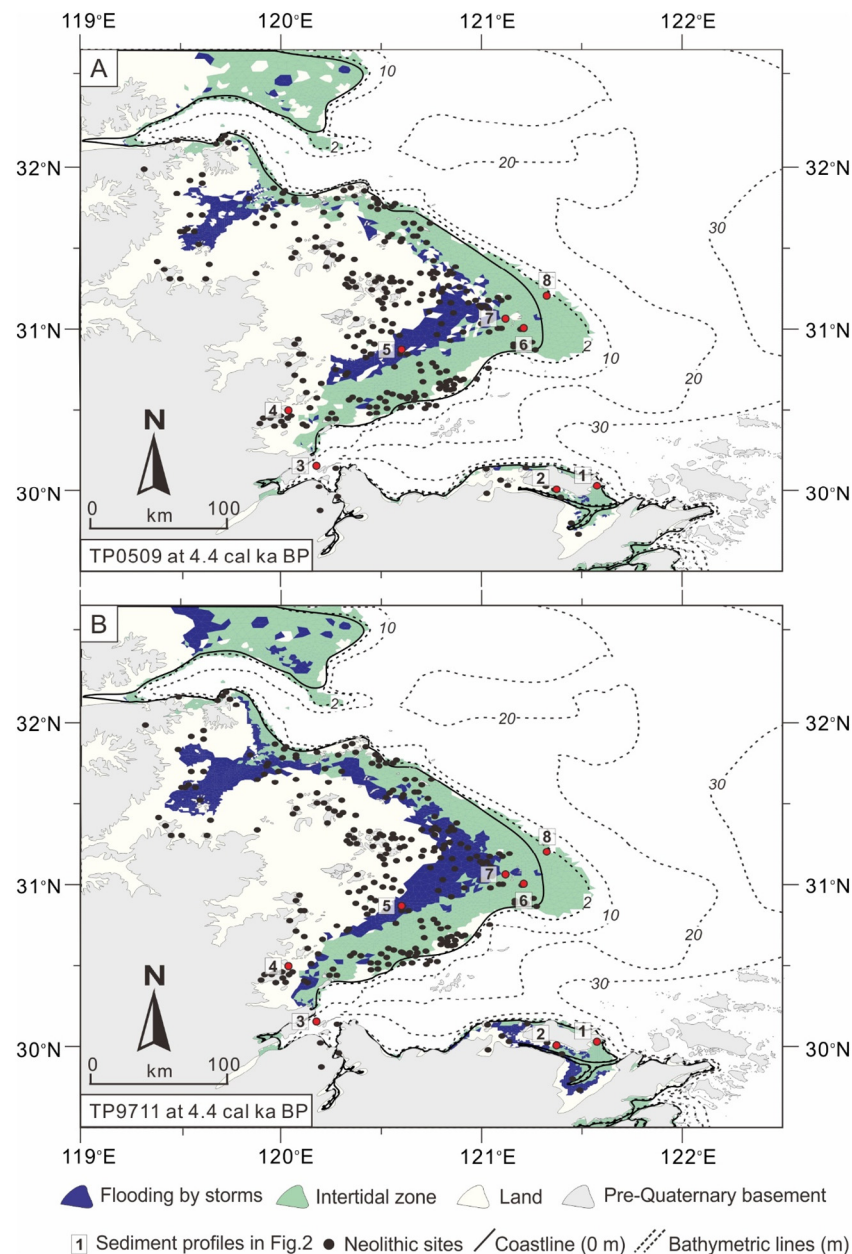 119°E 120°E 121°E 122°E
A
10
2
20
32°N 32°N
30
8
7
31°N 31°N
5
6
2
10
20
4
N
30
3
2
1
30°N 30°N
0 100
km
TP0509 at 4.4 cal ka BP
B
10
2
20
32°N 32°N
30
8
7
31°N 31°N
5
6
2
10
20
4
N
30
3
2
1
30°N 30°N
0 100
km
TP9711 at 4.4 cal ka BP
119°E 120°E 121°E 122°E
Flooding by storms Intertidal zone Land Pre-Quaternary basement
1 Sediment profiles in Fig.2 Neolithic sites Coastline (0 m) Bathymetric lines (m)